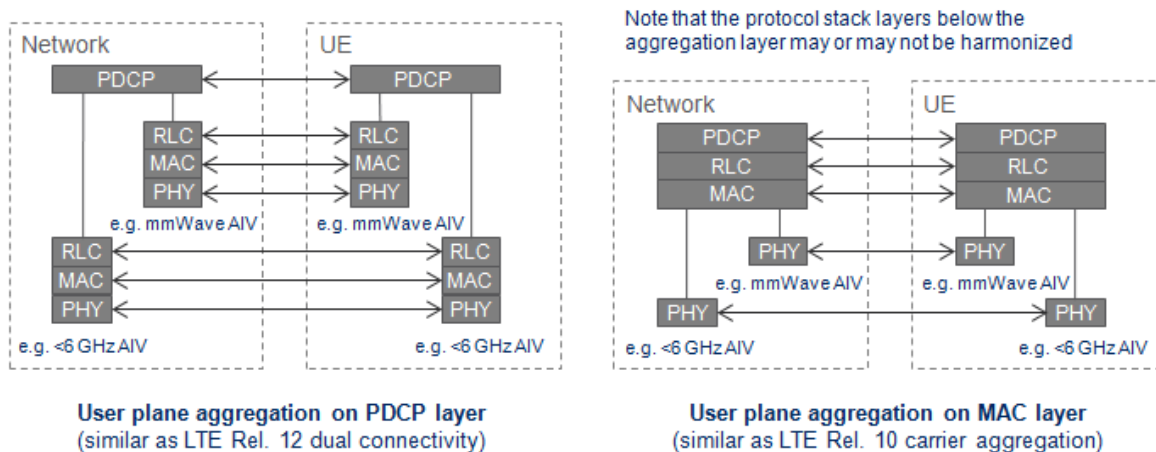 Network
UE
PDCP
PDCP
RLC
RLC
MAC
MAC
PHY
PHY
e.g. mmWave AIV
e.g. mmWave AIV
RLC
RLC
MAC
MAC
PHY
PHY
e.g. <6 GHz AIV
e.g. <6 GHz AIV
User plane aggregation on PDCP layer
(similar as LTE Rel. 12 dual connectivity)
Note that the protocol stack layers below the
aggregation layer may or may not be harmonized
Network
UE
PDCP
PDCP
RLC
RLC
MAC
MAC
PHY
PHY
e.g. mmWave AIV
e.g. mmWave AIV
PHY
PHY
e.g. <6 GHz AIV
e.g. <6 GHz AIV
User plane aggregation on MAC layer
(similar as LTE Rel. 10 carrier aggregation)